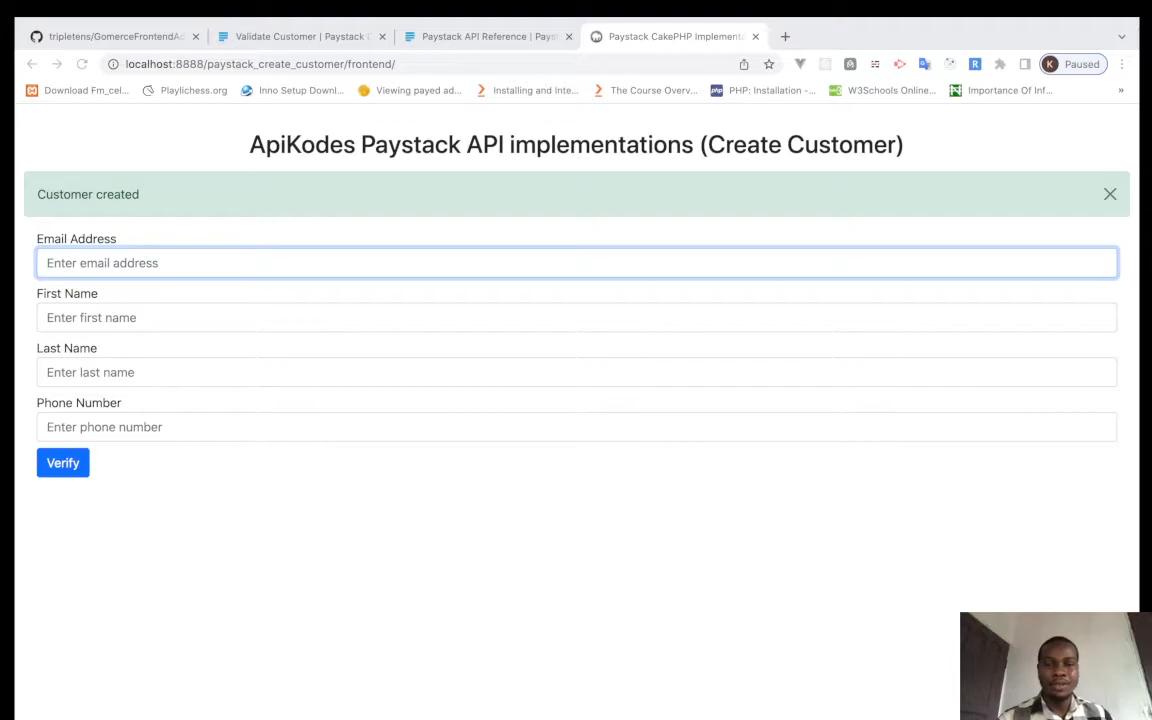 tripletens/GomerceFrontendAd
Validate Customer | Paystack D
Paystack API Reference | Payst
Paystack CakePHP Implementa
localhost:8888/paystack_create_customer/frontend/
K Paused
Download Fm_cel...
Playlichess.org
Inno Setup Downl...
Viewing payed ad...
Installing and Inte...
The Course Overv...
php PHP: Installation -...
W3Schools Online...
Importance Of Inf...
»
ApiKodes Paystack API implementations (Create Customer)
Customer created
Email Address
Enter email address
First Name
Enter first name
Last Name
Enter last name
Phone Number
Enter phone number
Verify